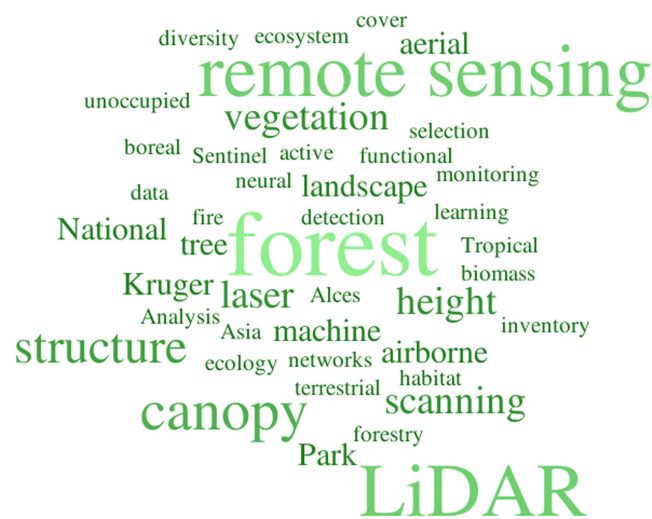 cover
diversity ecosystem aerial
remote sensing
unoccupied
vegetation
selection
boreal Sentinel active functional
neural landscape monitoring
data
fire detection learning
National tree forest Tropical
biomass
Kruger laser Alces height
Analysis Asia machine inventory
structure ecology networks airborne
terrestrial habitat
canopy scanning
forestry
Park
LiDAR